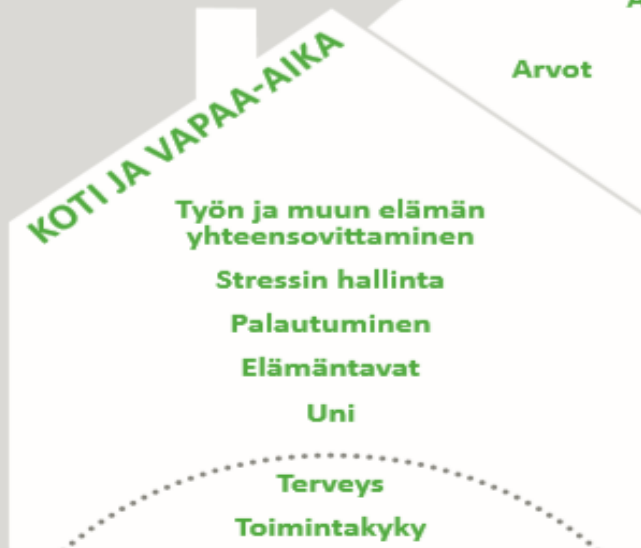 KOTI JA VAPAA-AIKA
Arvot
Työn ja muun elämän
yhteensovittaminen
Stressin hallinta
Palautuminen
Elämäntavat
Uni
Terveys
Toimintakyky